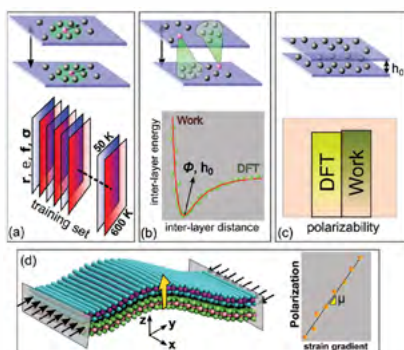 h₀
r, e, f, σ
50 K
600 K
training set
(a)
inter-layer energy
Work
Φ, h₀
DFT
inter-layer distance
(b)
DFT
Work
polarizability
(c)
(d)
z
y
x
Polarization
μ
strain gradient